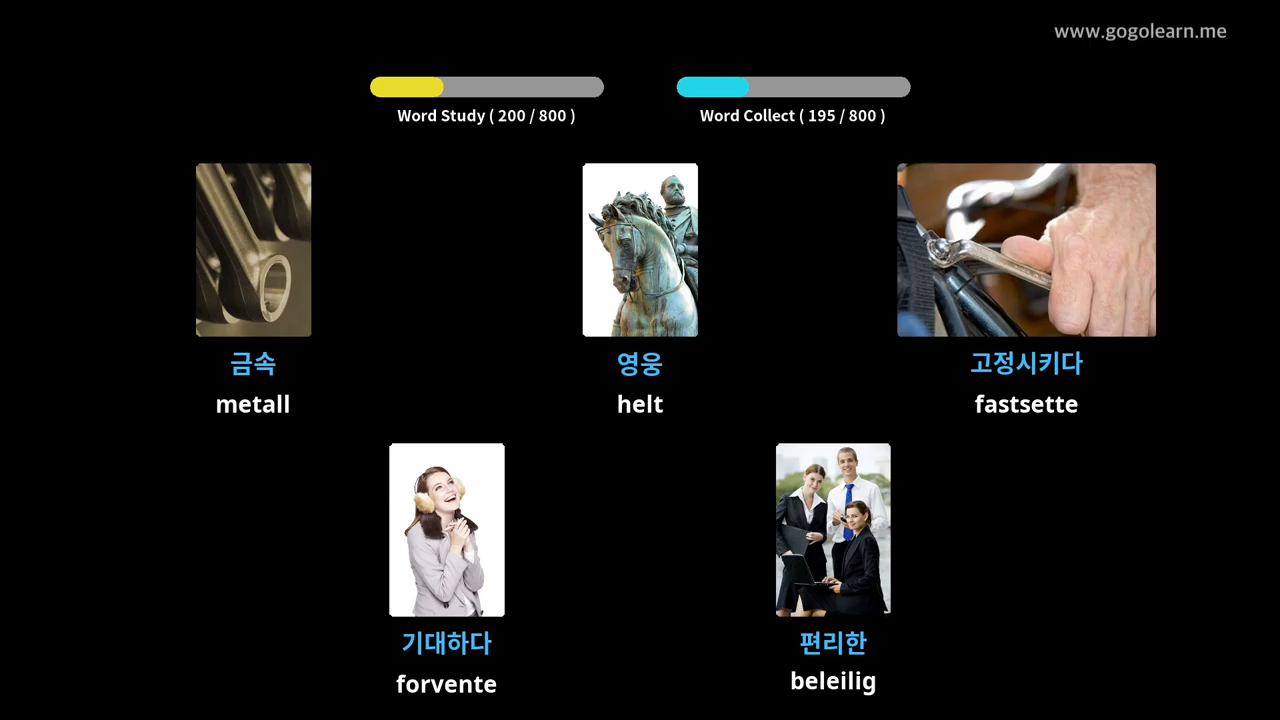 www.gogolearn.me
Word Study ( 200 / 800 )
Word Collect ( 195 / 800 )
금속
metall
영웅
helt
고정시키다
fastsette
기대하다
forvente
편리한
beleilig